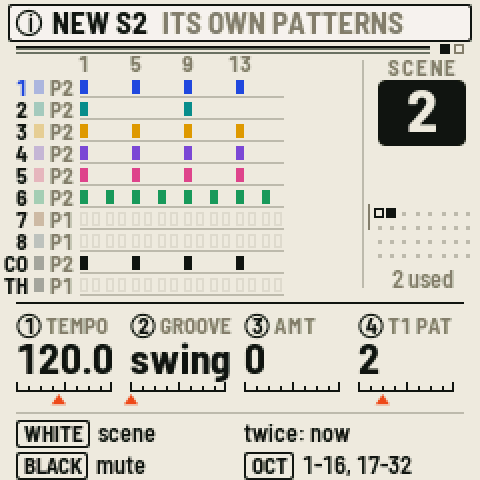 ① NEW S2 ITS OWN PATTERNS
1 5 9 13
SCENE
2
1 P2
2 P2
3 P2
4 P2
5 P2
6 P2
7 P1
8 P1
CO P2
TH P1
2 used
① TEMPO ② GROOVE ③ AMT ④ T1 PAT
120.0 swing 0 2
WHITE scene twice: now
BLACK mute OCT 1-16, 17-32